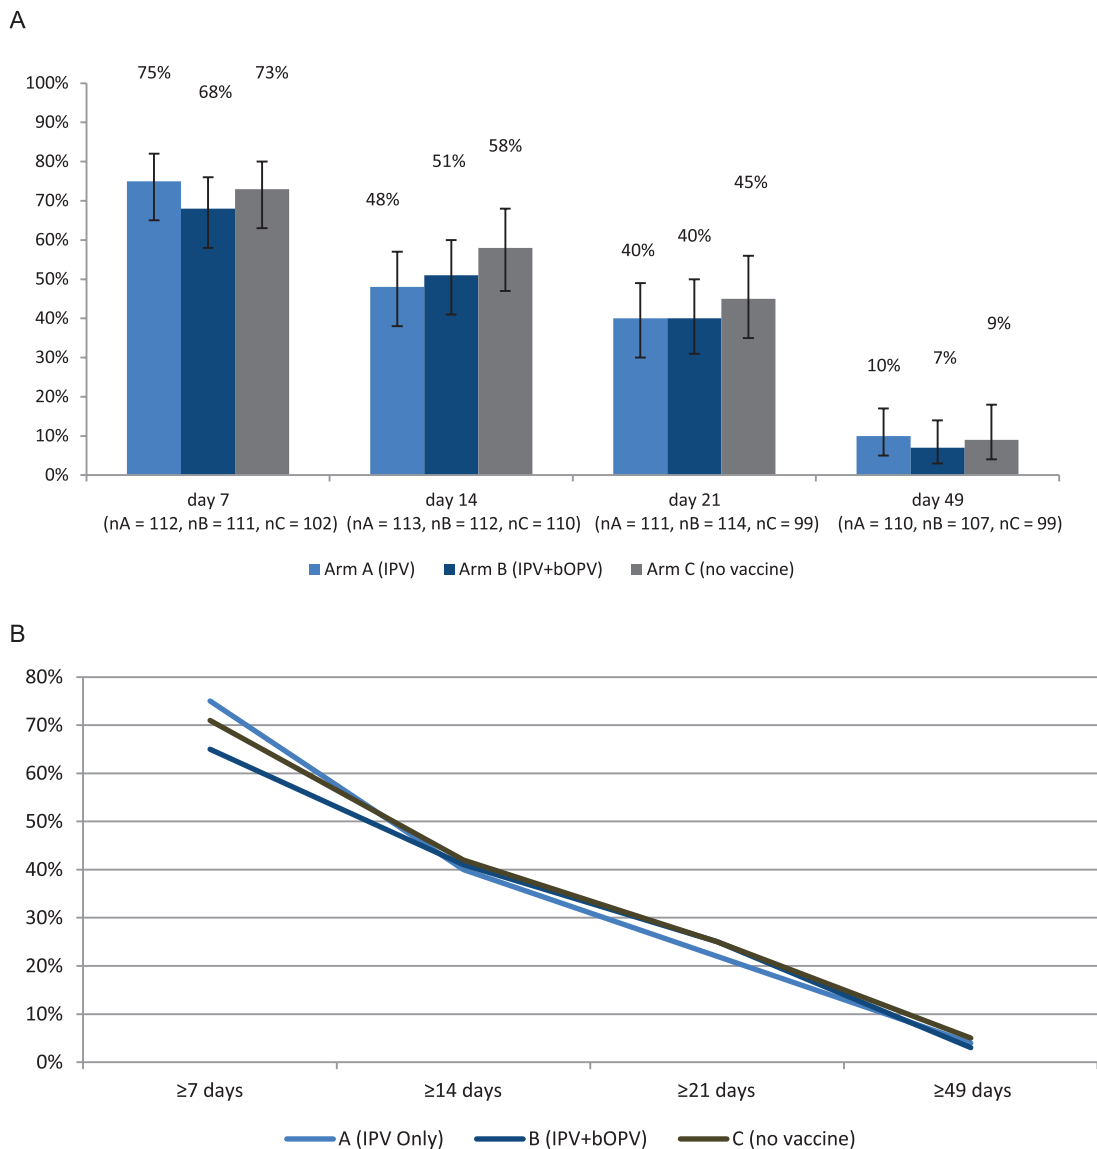 A
75%
68%
73%
48%
51%
58%
40%
40%
45%
10%
7%
9%
100%
90%
80%
70%
60%
50%
40%
30%
20%
10%
0%
day 7
(nA = 112, nB = 111, nC = 102)
day 14
(nA = 113, nB = 112, nC = 110)
day 21
(nA = 111, nB = 114, nC = 99)
day 49
(nA = 110, nB = 107, nC = 99)
Arm A (IPV)
Arm B (IPV+bOPV)
Arm C (no vaccine)
B
80%
70%
60%
50%
40%
30%
20%
10%
0%
≥7 days
≥14 days
≥21 days
≥49 days
A (IPV Only)
B (IPV+bOPV)
C (no vaccine)